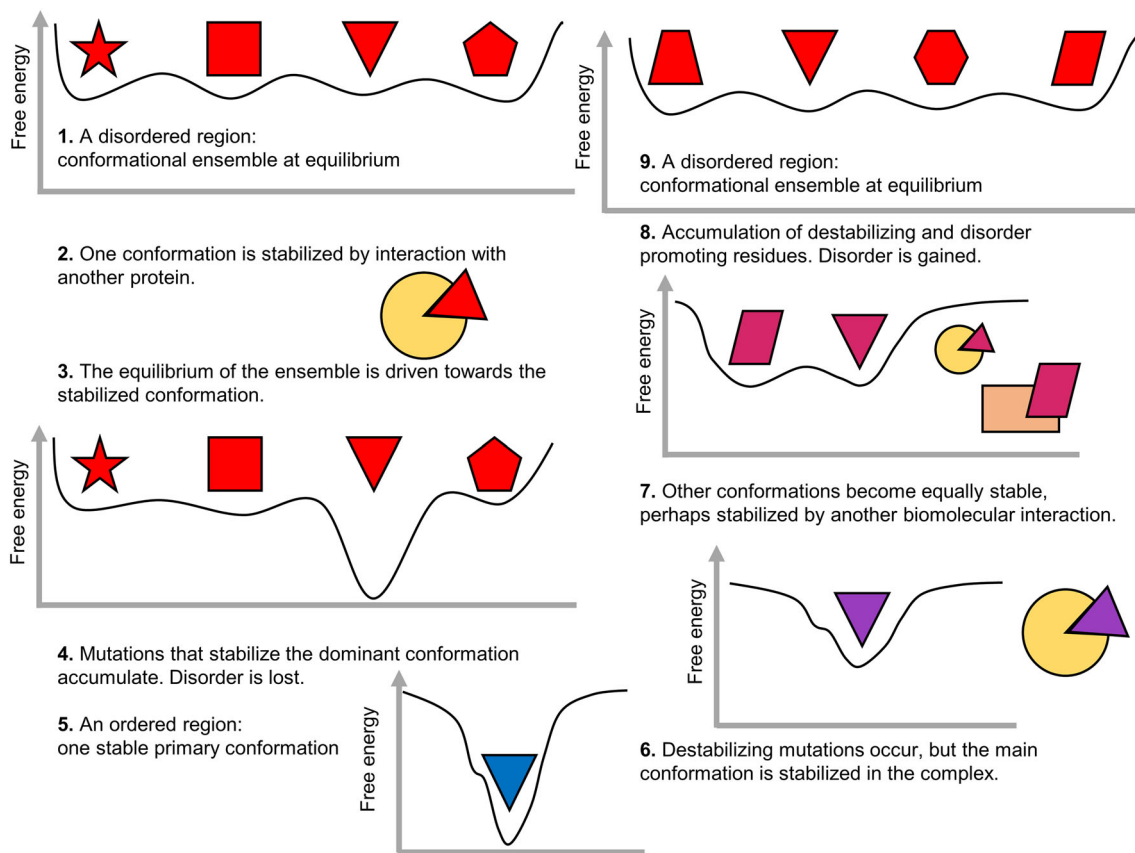 Free energy
1. A disordered region:
conformational ensemble at equilibrium
2. One conformation is stabilized by interaction with
another protein.
3. The equilibrium of the ensemble is driven towards the
stabilized conformation.
Free energy
4. Mutations that stabilize the dominant conformation
accumulate. Disorder is lost.
5. An ordered region:
one stable primary conformation
Free energy
Free energy
9. A disordered region:
conformational ensemble at equilibrium
8. Accumulation of destabilizing and disorder
promoting residues. Disorder is gained.
Free energy
7. Other conformations become equally stable,
perhaps stabilized by another biomolecular interaction.
Free energy
6. Destabilizing mutations occur, but the main
conformation is stabilized in the complex.